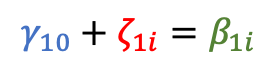 γ₁₀ + ζ₁ᵢ = β₁ᵢ